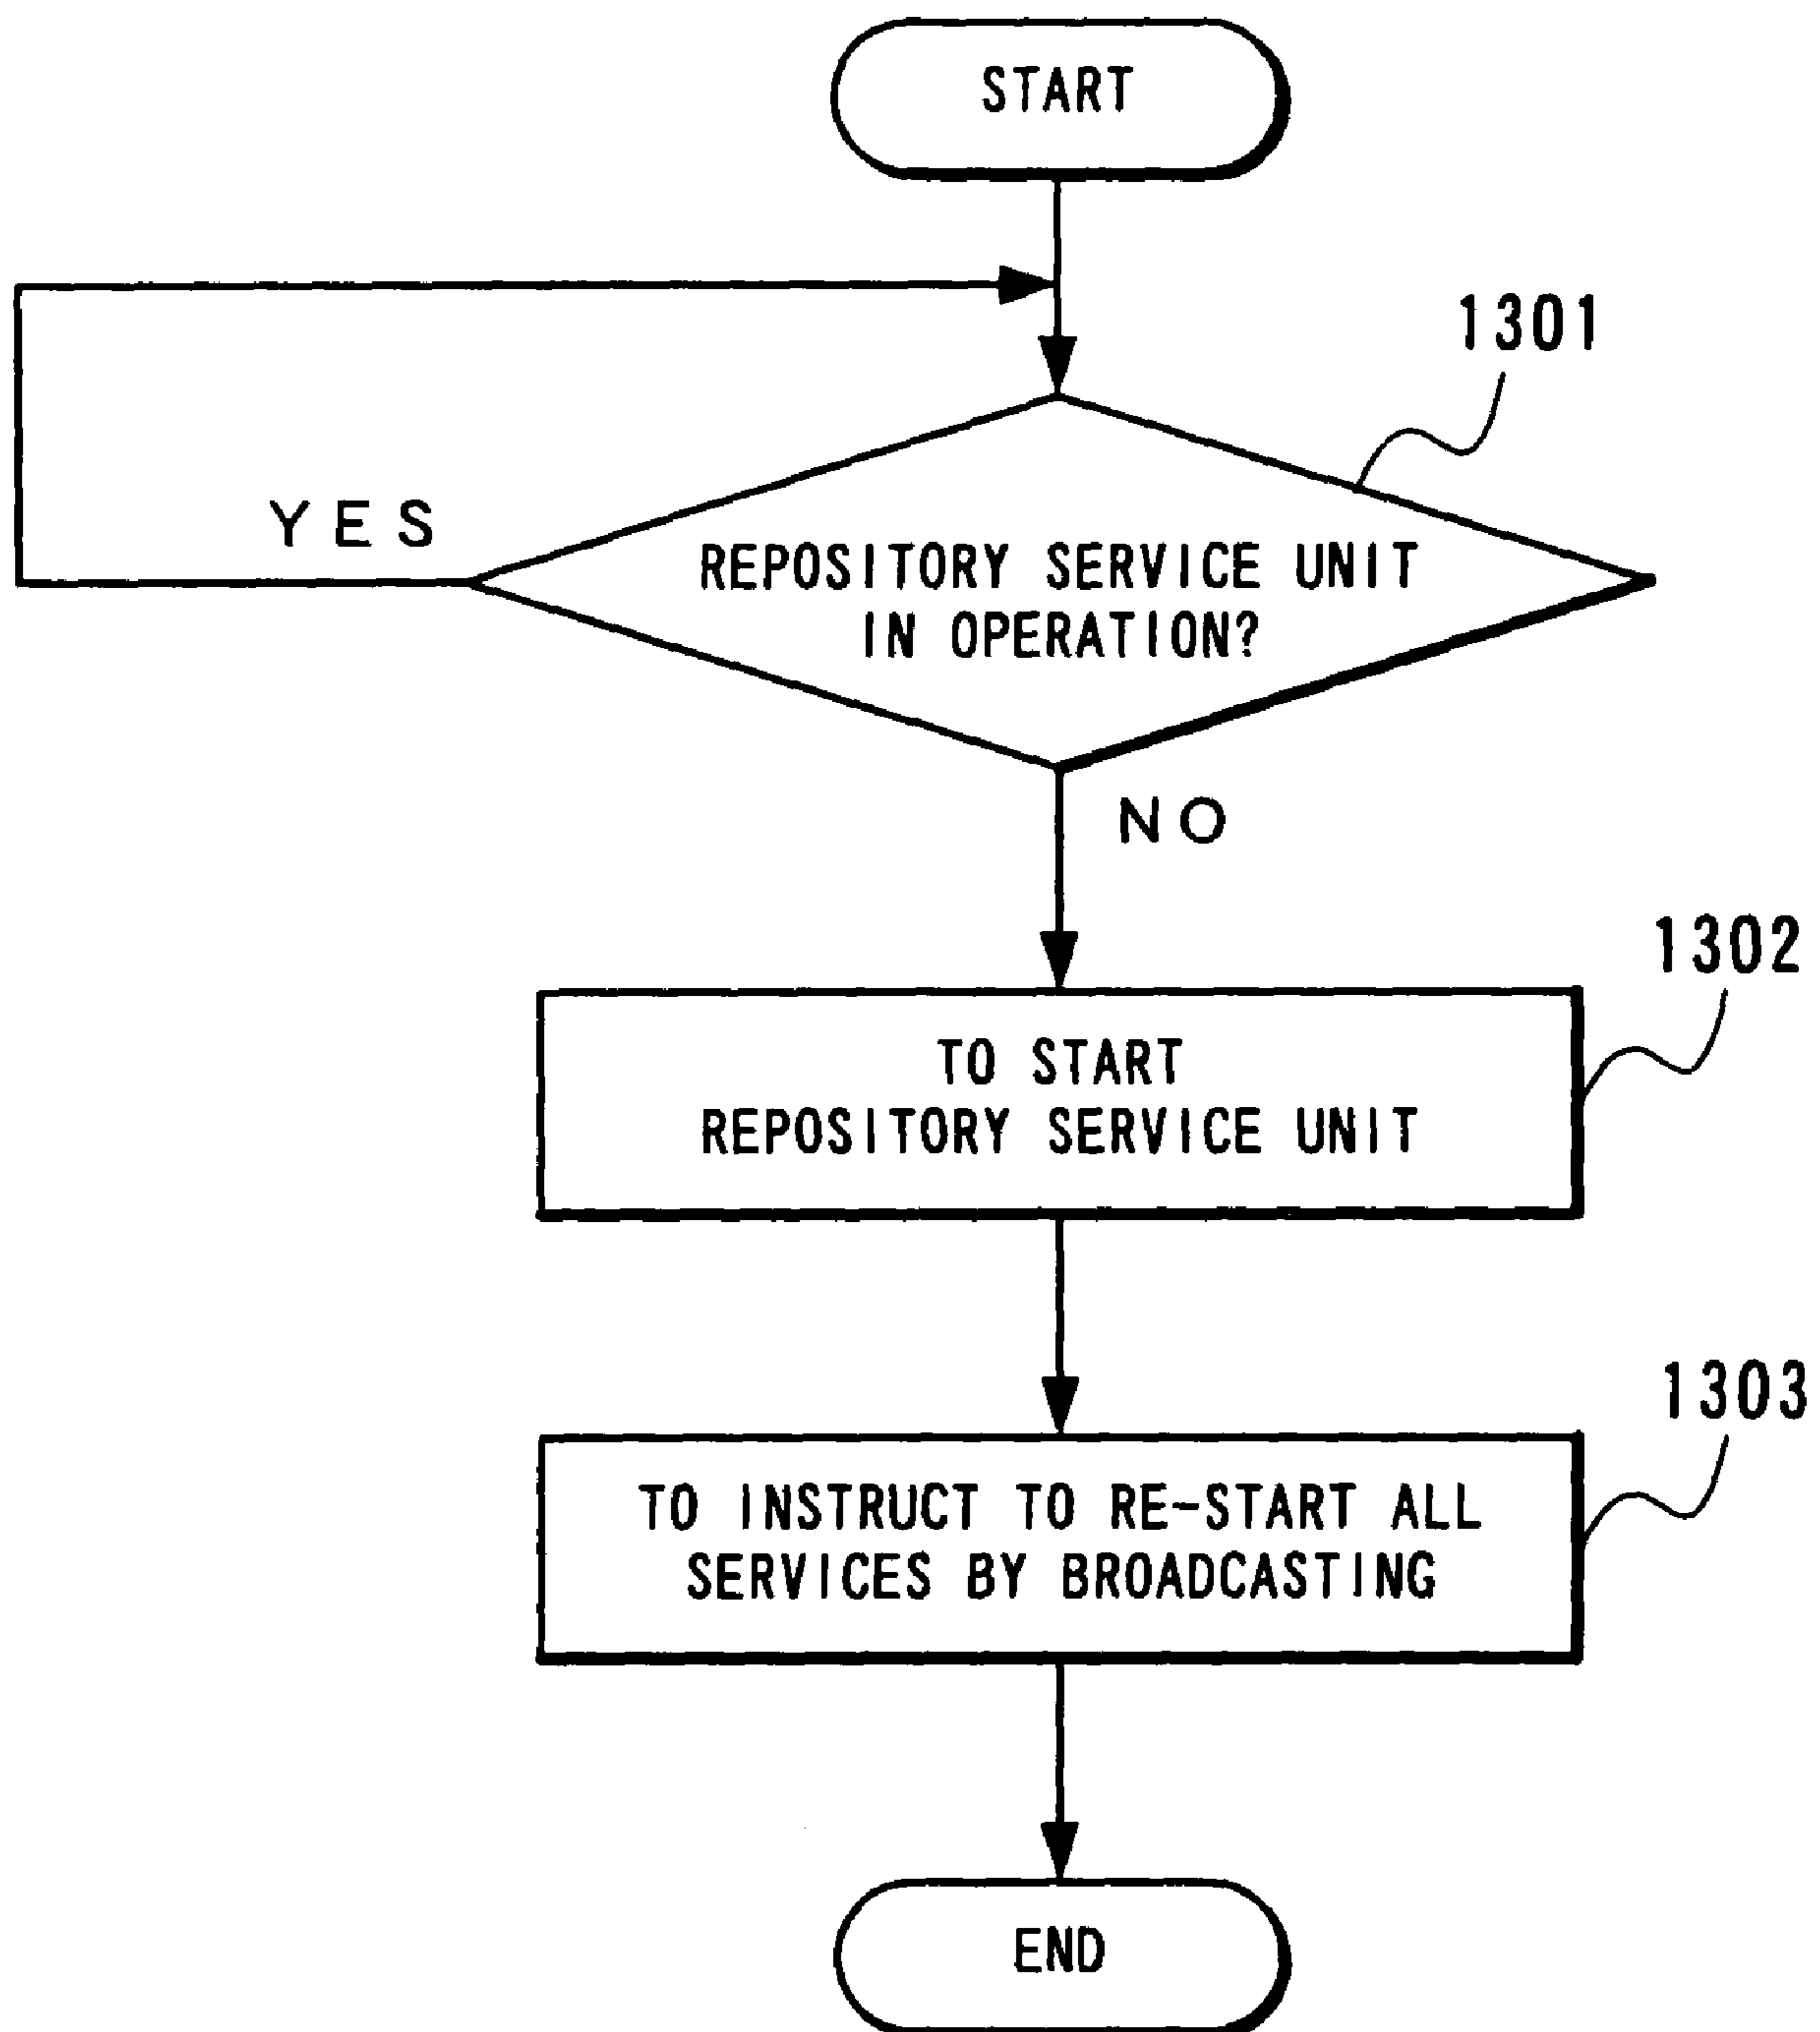 START
1301
YES
REPOSITORY SERVICE UNIT
IN OPERATION?
NO
1302
TO START
REPOSITORY SERVICE UNIT
1303
TO INSTRUCT TO RE-START ALL
SERVICES BY BROADCASTING
END